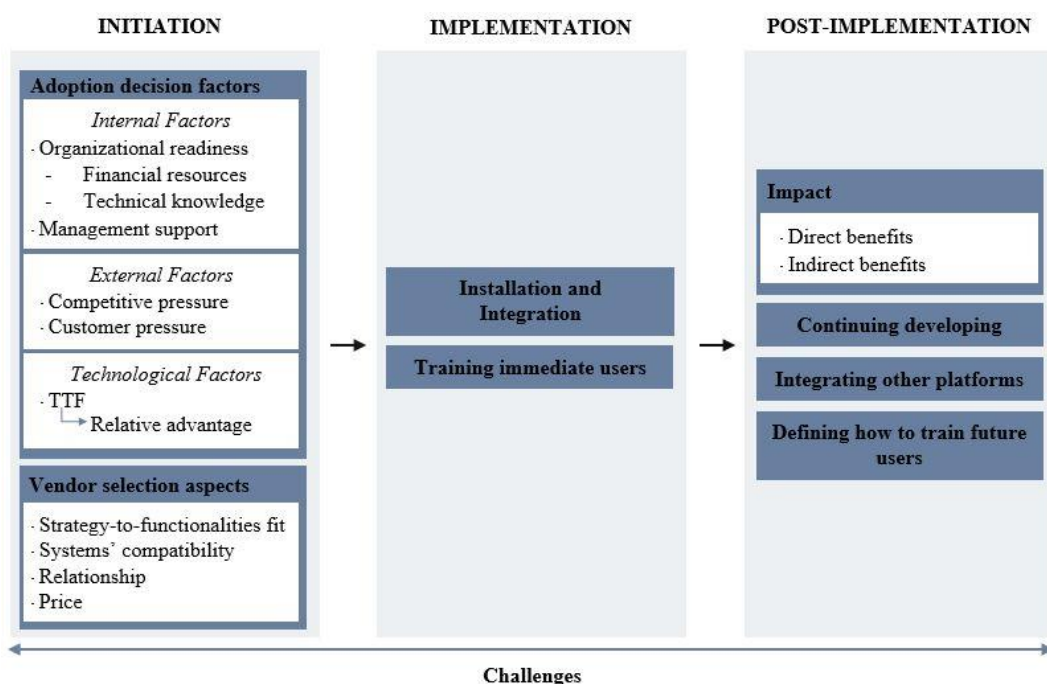 INITIATION
Adoption decision factors
Internal Factors
· Organizational readiness
- Financial resources
- Technical knowledge
· Management support
External Factors
· Competitive pressure
· Customer pressure
Technological Factors
· TTF
Relative advantage
Vendor selection aspects
· Strategy-to-functionalities fit
· Systems’ compatibility
· Relationship
· Price
IMPLEMENTATION
Installation and
Integration
Training immediate users
POST-IMPLEMENTATION
Impact
· Direct benefits
· Indirect benefits
Continuing developing
Integrating other platforms
Defining how to train future
users
Challenges